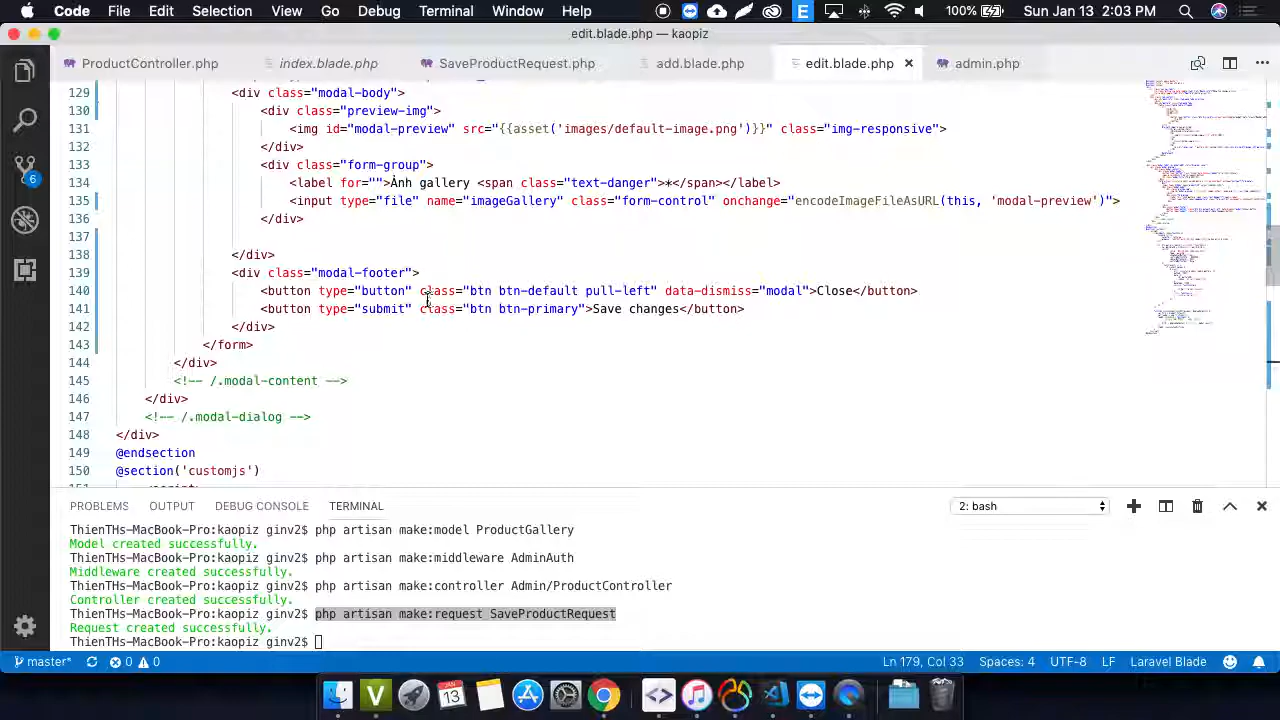 Code File Edit Selection View Go Debug Terminal Window Help E 100% Sun Jan 13 2:03 PM
edit.blade.php — kaopiz
ProductController.php index.blade.php SaveProductRequest.php add.blade.php edit.blade.php × admin.php
129 <div class="modal-body">
130 <div class="preview-img">
131 <img id="modal-preview" src="{{asset('images/default-image.png')}}" class="img-responsive">
132 </div>
133 <div class="form-group">
134 <label for="">Ảnh gallery <span class="text-danger">*</span></label>
135 <input type="file" name="imageGallery" class="form-control" onchange="encodeImageFileAsURL(this, 'modal-preview')">
136 </div>
137
138 </div>
139 <div class="modal-footer">
140 <button type="button" class="btn btn-default pull-left" data-dismiss="modal">Close</button>
141 <button type="submit" class="btn btn-primary">Save changes</button>
142 </div>
143 </form>
144 </div>
145 <!-- /.modal-content -->
146 </div>
147 <!-- /.modal-dialog -->
148 </div>
149 @endsection
150 @section('customjs')
6
PROBLEMS OUTPUT DEBUG CONSOLE TERMINAL 2: bash
ThienTHs-MacBook-Pro:kaopiz ginv2$ php artisan make:model ProductGallery
Model created successfully.
ThienTHs-MacBook-Pro:kaopiz ginv2$ php artisan make:middleware AdminAuth
Middleware created successfully.
ThienTHs-MacBook-Pro:kaopiz ginv2$ php artisan make:controller Admin/ProductController
Controller created successfully.
ThienTHs-MacBook-Pro:kaopiz ginv2$ php artisan make:request SaveProductRequest
Request created successfully.
ThienTHs-MacBook-Pro:kaopiz ginv2$
master* 0 0 Ln 179, Col 33 Spaces: 4 UTF-8 LF Laravel Blade
V JAN 13